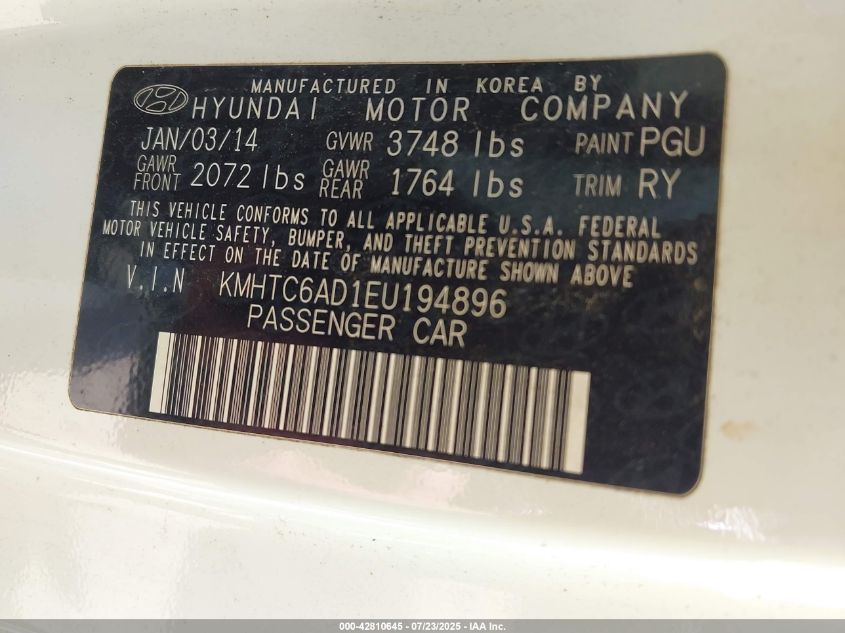 MANUFACTURED IN KOREA BY
HYUNDAI MOTOR COMPANY
JAN/03/14 GVWR 3748 lbs PAINT PGU
GAWR FRONT 2072 lbs GAWR REAR 1764 lbs TRIM RY
THIS VEHICLE CONFORMS TO ALL APPLICABLE U.S.A. FEDERAL
MOTOR VEHICLE SAFETY, BUMPER, AND THEFT PREVENTION STANDARDS
IN EFFECT ON THE DATE OF MANUFACTURE SHOWN ABOVE
V.I.N KMHTC6AD1EU194896
PASSENGER CAR
000-42810645 - 07/23/2025 - IAA Inc.